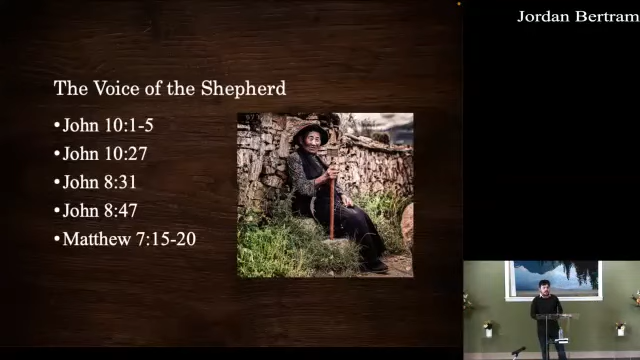 Jordan Bertram
The Voice of the Shepherd
•John 10:1-5
•John 10:27
•John 8:31
•John 8:47
•Matthew 7:15-20